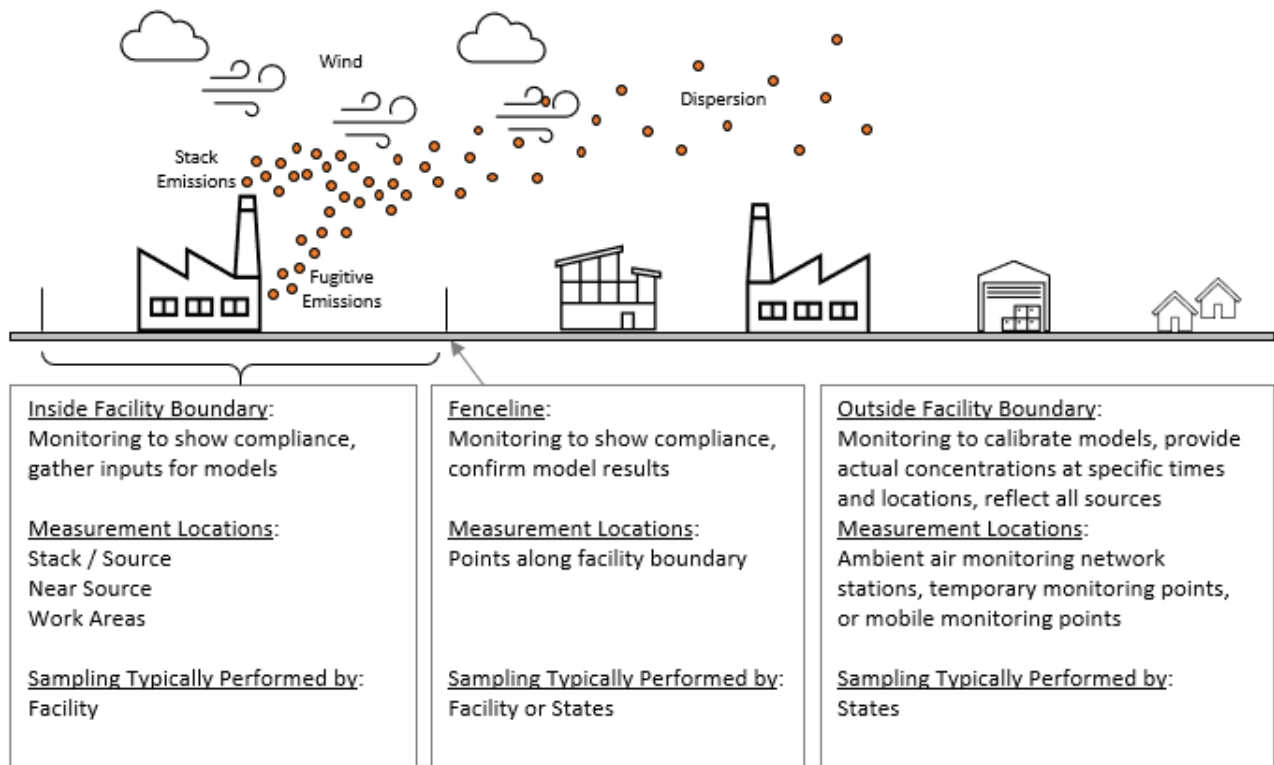 Wind
Dispersion
Stack
Emissions
Fugitive
Emissions
Inside Facility Boundary:
Monitoring to show compliance,
gather inputs for models
Measurement Locations:
Stack / Source
Near Source
Work Areas
Sampling Typically Performed by:
Facility
Fenceline:
Monitoring to show compliance,
confirm model results
Measurement Locations:
Points along facility boundary
Sampling Typically Performed by:
Facility or States
Outside Facility Boundary:
Monitoring to calibrate models, provide
actual concentrations at specific times
and locations, reflect all sources
Measurement Locations:
Ambient air monitoring network
stations, temporary monitoring points,
or mobile monitoring points
Sampling Typically Performed by:
States